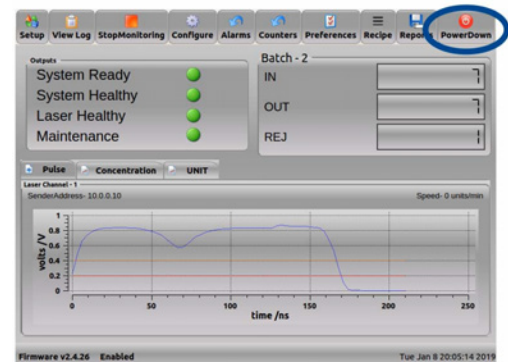 Setup View Log StopMonitoring Configure Alarms Counters Preferences Recipe Reports PowerDown
Outputs
System Ready
System Healthy
Laser Healthy
Maintenance
Batch - 2
IN
OUT
REJ
Pulse Concentration UNIT
Laser Channel - 1
SenderAddress- 10.0.0.10 Speed- 0 units/min
volts /V
1
0.8
0.6
0.4
0.2
0
0 50 100 150 200 250
time /ns
Firmware v2.4.26 Enabled Tue Jan 8 20:05:14 2019